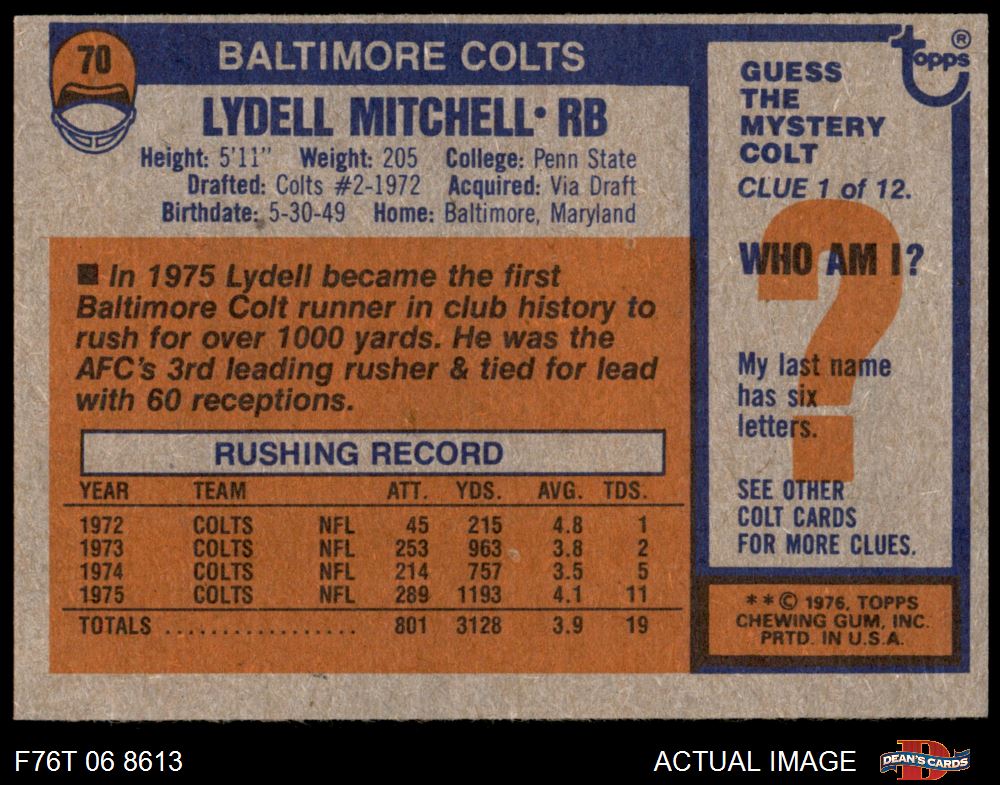 70
BALTIMORE COLTS
LYDELL MITCHELL• RB
Height: 5'11" Weight: 205 College: Penn State
Drafted: Colts #2-1972 Acquired: Via Draft
Birthdate: 5-30-49 Home: Baltimore, Maryland
■ In 1975 Lydell became the first
Baltimore Colt runner in club history to
rush for over 1000 yards. He was the
AFC's 3rd leading rusher & tied for lead
with 60 receptions.
RUSHING RECORD
YEAR TEAM ATT. YDS. AVG. TDS.
1972 COLTS NFL 45 215 4.8 1
1973 COLTS NFL 253 963 3.8 2
1974 COLTS NFL 214 757 3.5 5
1975 COLTS NFL 289 1193 4.1 11
TOTALS ................. 801 3128 3.9 19
topps ®
GUESS
THE
MYSTERY
COLT
CLUE 1 of 12.
?
WHO AM I?
My last name
has six
letters.
SEE OTHER
COLT CARDS
FOR MORE CLUES.
**© 1976, TOPPS
CHEWING GUM, INC.
PRTD. IN U.S.A.
F76T 06 8613
ACTUAL IMAGE
D
DEAN'S CARDS